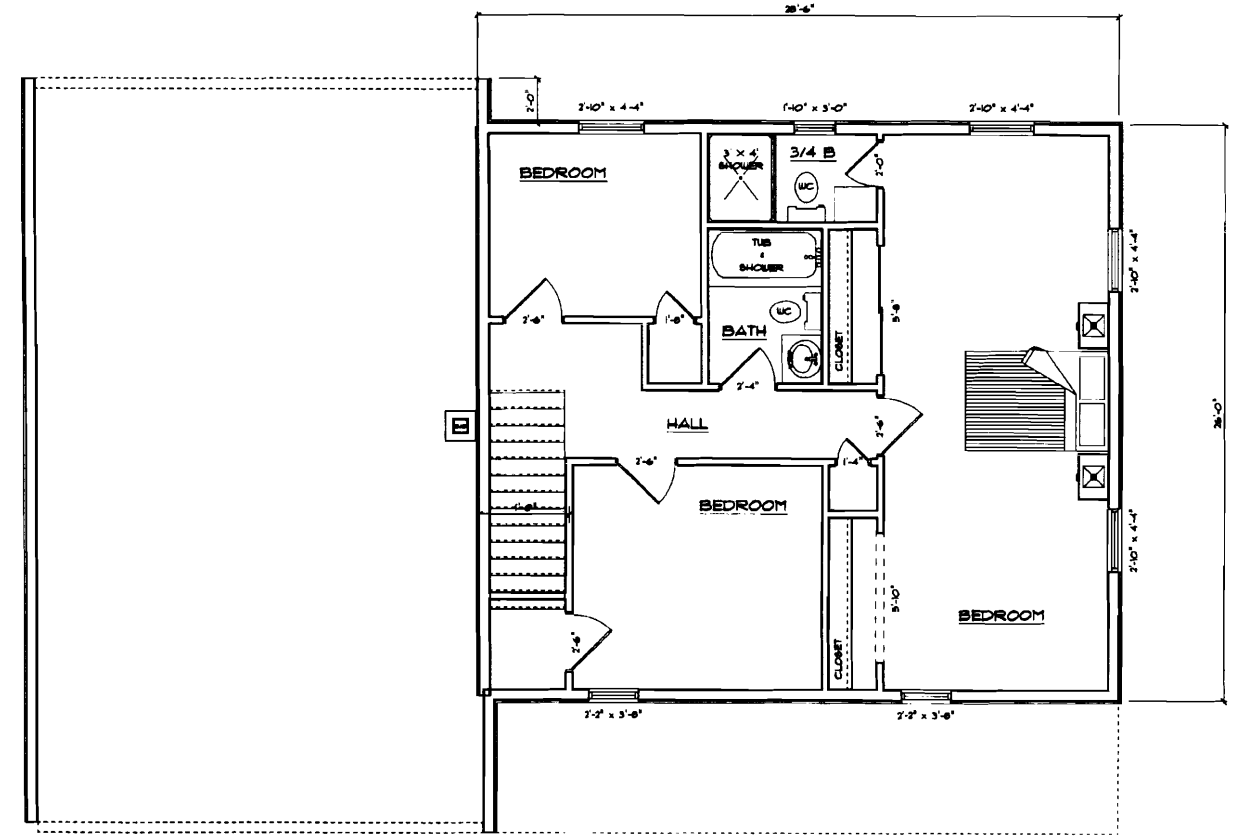 28'-6"
2'-0"
2'-10" x 4'-4"
1'-10" x 3'-0"
2'-10" x 4'-4"
BEDROOM
3' x 4'
SHOWER
3/4 B
2'-0"
WC
TUB
&
SHOWER
2'-10" x 4'-4"
WC
BATH
CLOSET
5'-8"
2'-6"
1'-8"
2'-4"
HALL
2'-6"
26'-0"
2'-6"
1'-4"
BEDROOM
2'-10" x 4'-4"
5'-10"
BEDROOM
2'-6"
CLOSET
2'-2" x 3'-8"
2'-2" x 3'-8"